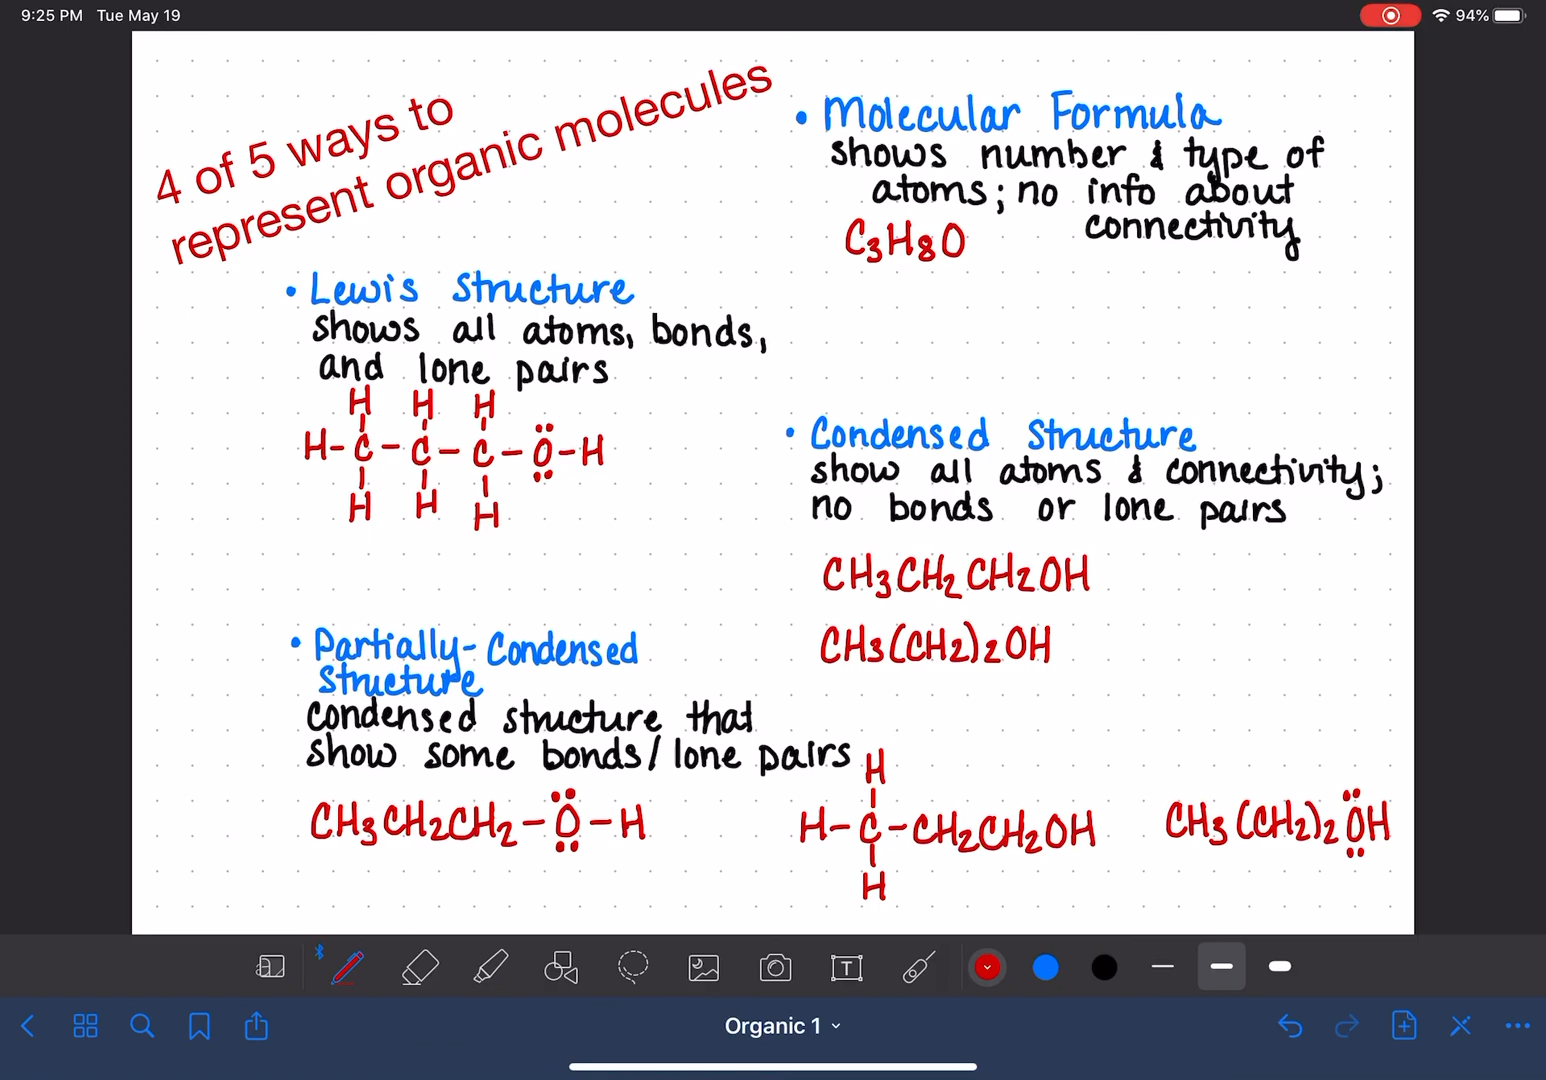 9:25 PM Tue May 19
94%
4 of 5 ways to
represent organic molecules
• Lewis Structure
shows all atoms, bonds,
and lone pairs
H H H
H-C-C-C-Ö-H
H H H
• Partially-Condensed
Structure
condensed structure that
show some bonds/lone pairs
CH3CH2CH2-Ö-H
• Molecular Formula
shows number & type of
atoms; no info about
connectivity
C3H8O
• Condensed Structure
show all atoms & connectivity;
no bonds or lone pairs
CH3CH2CH2OH
CH3(CH2)2OH
H
H-C-CH2CH2OH
H
CH3(CH2)2ÖH
T
Organic 1